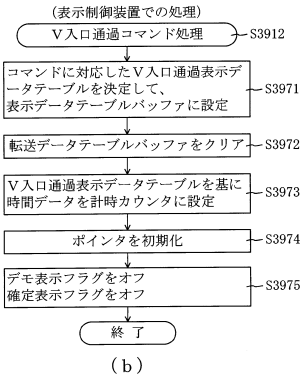 (表示制御装置での処理)
V入口通過コマンド処理
S3912
コマンドに対応したV入口通過表示デ
ータテーブルを決定して、
表示データテーブルバッファに設定
S3971
転送データテーブルバッファをクリア
S3972
V入口通過表示データテーブルを基に
時間データを計時カウンタに設定
S3973
ポインタを初期化
S3974
デモ表示フラグをオフ
確定表示フラグをオフ
S3975
終了
(b)